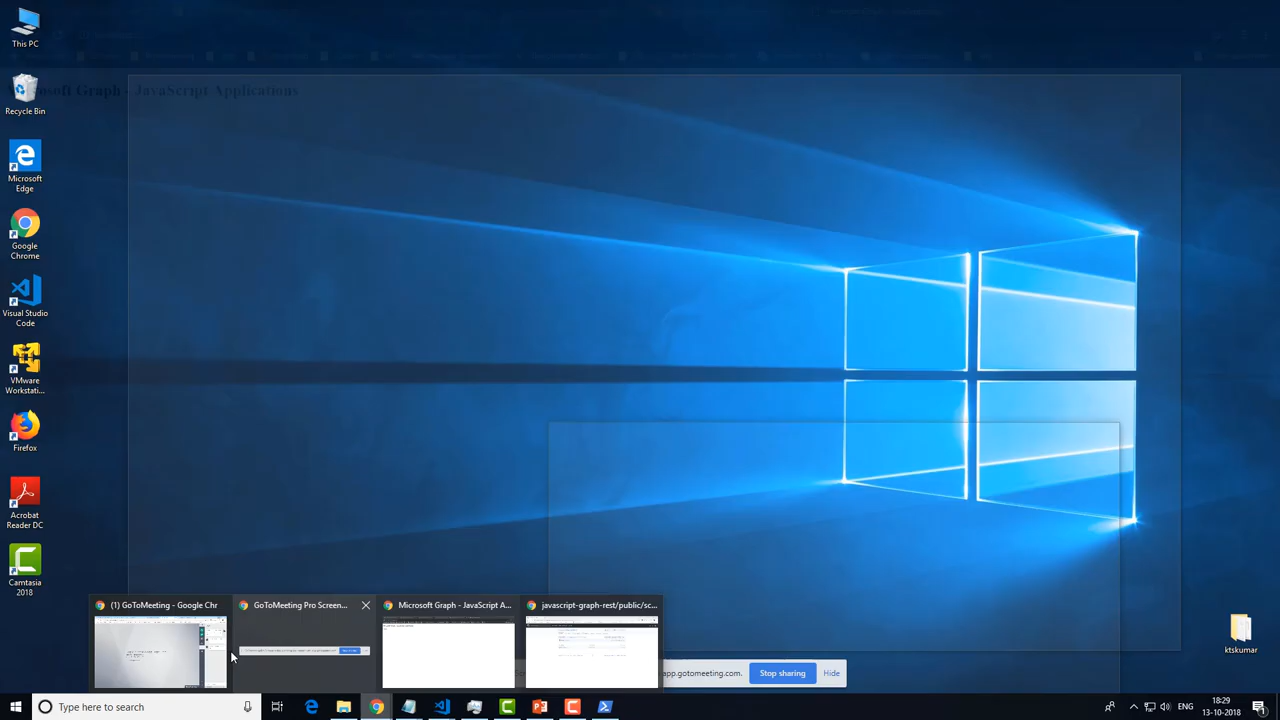 This PC
Recycle Bin
Microsoft
Edge
Google
Chrome
Visual Studio
Code
VMware
Workstati...
Firefox
Acrobat
Reader DC
Camtasia
2018
Microsoft Graph - JavaScript Applications
ktskumar
(1) GoToMeeting - Google Chr
GoToMeeting Pro Screen...
Microsoft Graph - JavaScript A...
javascript-graph-rest/public/sc...
app.gotomeeting.com.
Stop sharing
Hide
Type here to search
ENG
18:29
13-10-2018